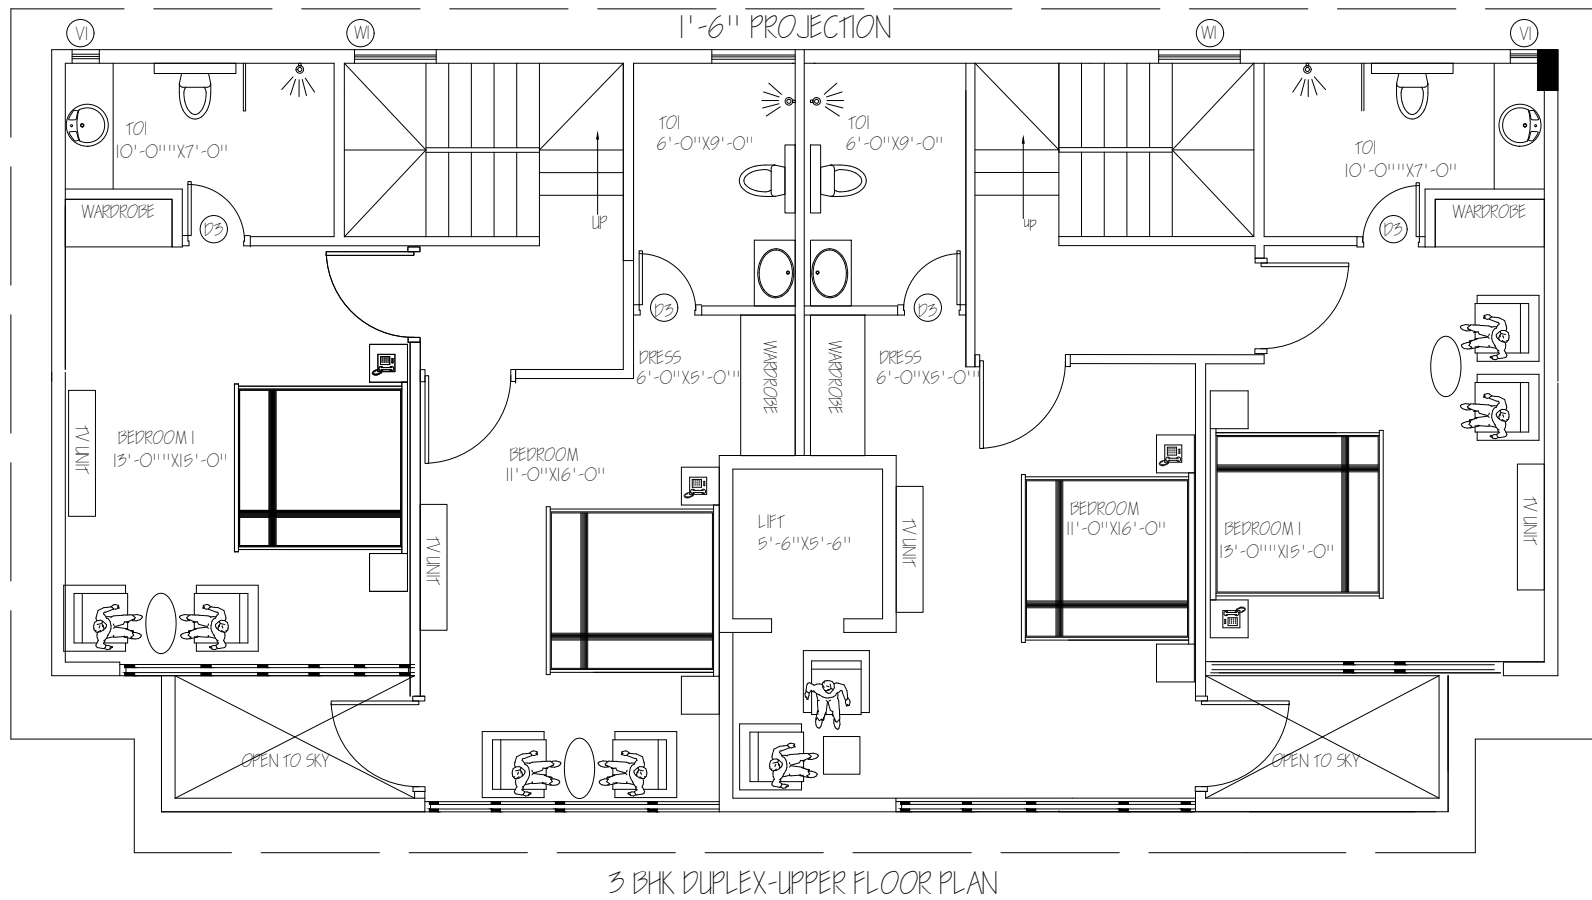 1'-6" PROJECTION
V1
W1
W1
V1
TOI
10'-0""X7'-0"
TOI
6'-0"X9'-0"
TOI
6'-0"X9'-0"
TOI
10'-0""X7'-0"
WARDROBE
D3
UP
up
D3
WARDROBE
D3
D3
DRESS
6'-0"X5'-0""
WARDROBE
WARDROBE
DRESS
6'-0"X5'-0""
TV UNIT
BEDROOM 1
13'-0""X15'-0"
BEDROOM
11'-0"X16'-0"
TV UNIT
LIFT
5'-6"X5'-6"
TV UNIT
BEDROOM
11'-0"X16'-0"
BEDROOM 1
13'-0""X15'-0"
TV UNIT
OPEN TO SKY
OPEN TO SKY
3 BHK DUPLEX-UPPER FLOOR PLAN